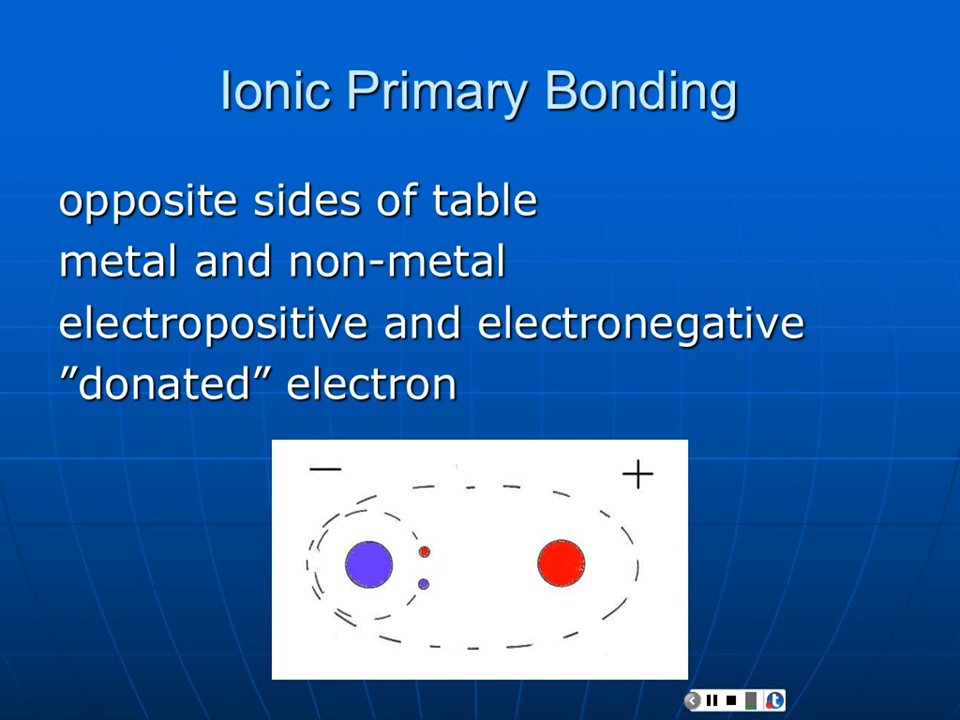 Ionic Primary Bonding
opposite sides of table
metal and non-metal
electropositive and electronegative
”donated” electron
— +
t